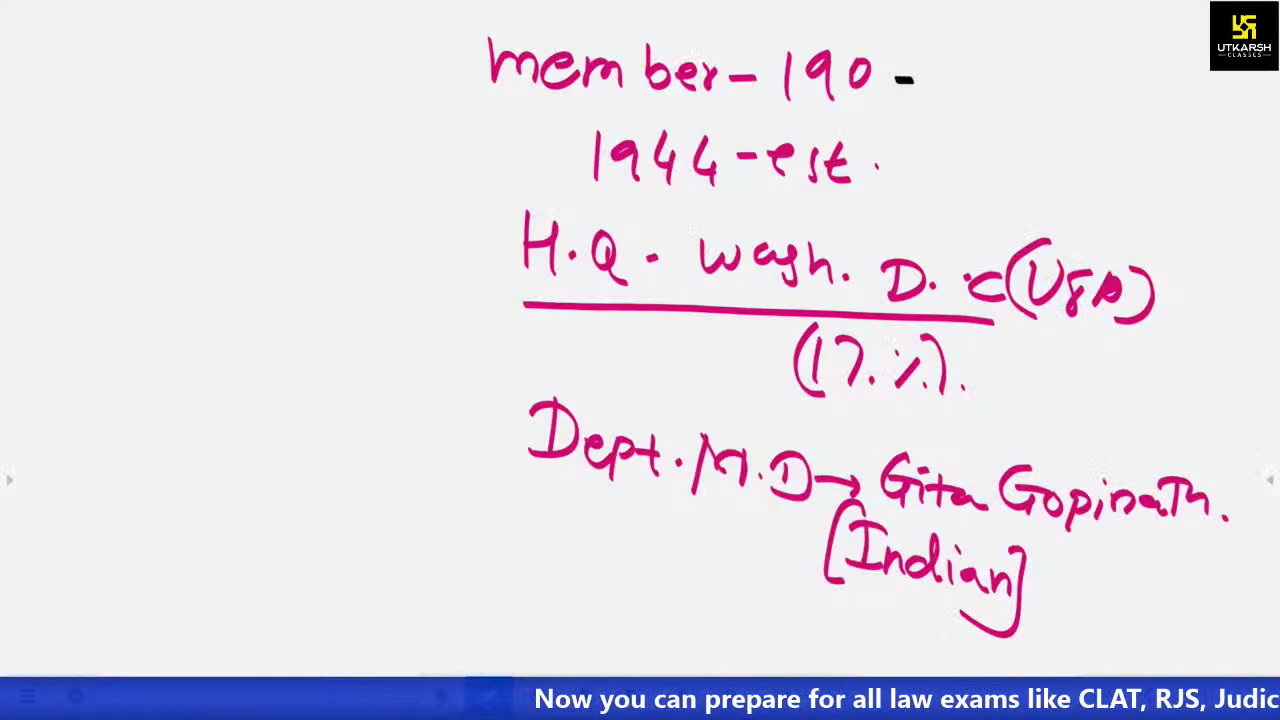 UTKARSH
CLASSES
member - 190 -
1944 - est.
H.Q. Wash. D.C (USA)
(17.%).
Dept. M.D → Gita Gopinath.
[Indian]
Now you can prepare for all law exams like CLAT, RJS, Judic